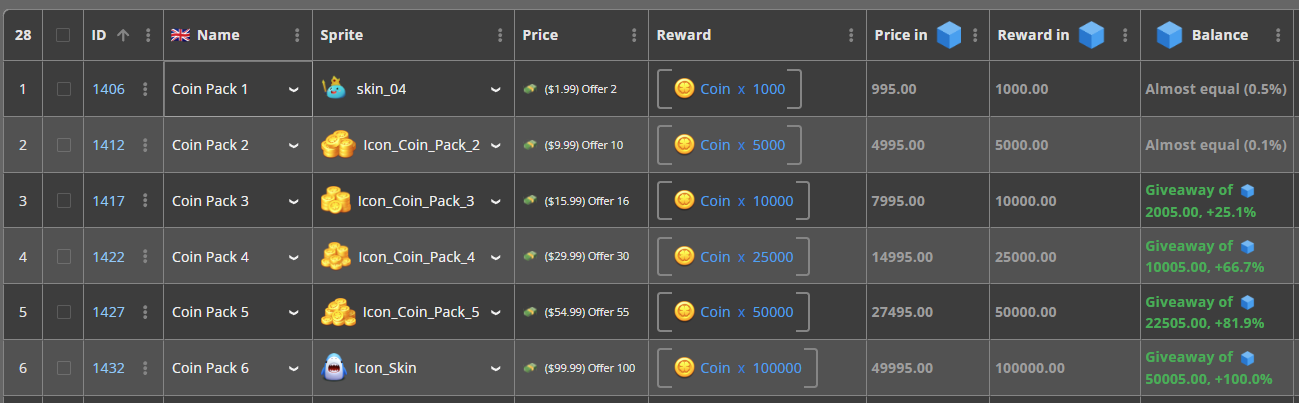 28 ID Name Sprite Price Reward Price in Reward in Balance
1 1406 Coin Pack 1 skin_04 ($1.99) Offer 2 Coin x 1000 995.00 1000.00 Almost equal (0.5%)
2 1412 Coin Pack 2 Icon_Coin_Pack_2 ($9.99) Offer 10 Coin x 5000 4995.00 5000.00 Almost equal (0.1%)
3 1417 Coin Pack 3 Icon_Coin_Pack_3 ($15.99) Offer 16 Coin x 10000 7995.00 10000.00 Giveaway of
2005.00, +25.1%
4 1422 Coin Pack 4 Icon_Coin_Pack_4 ($29.99) Offer 30 Coin x 25000 14995.00 25000.00 Giveaway of
10005.00, +66.7%
5 1427 Coin Pack 5 Icon_Coin_Pack_5 ($54.99) Offer 55 Coin x 50000 27495.00 50000.00 Giveaway of
22505.00, +81.9%
6 1432 Coin Pack 6 Icon_Skin ($99.99) Offer 100 Coin x 100000 49995.00 100000.00 Giveaway of
50005.00, +100.0%